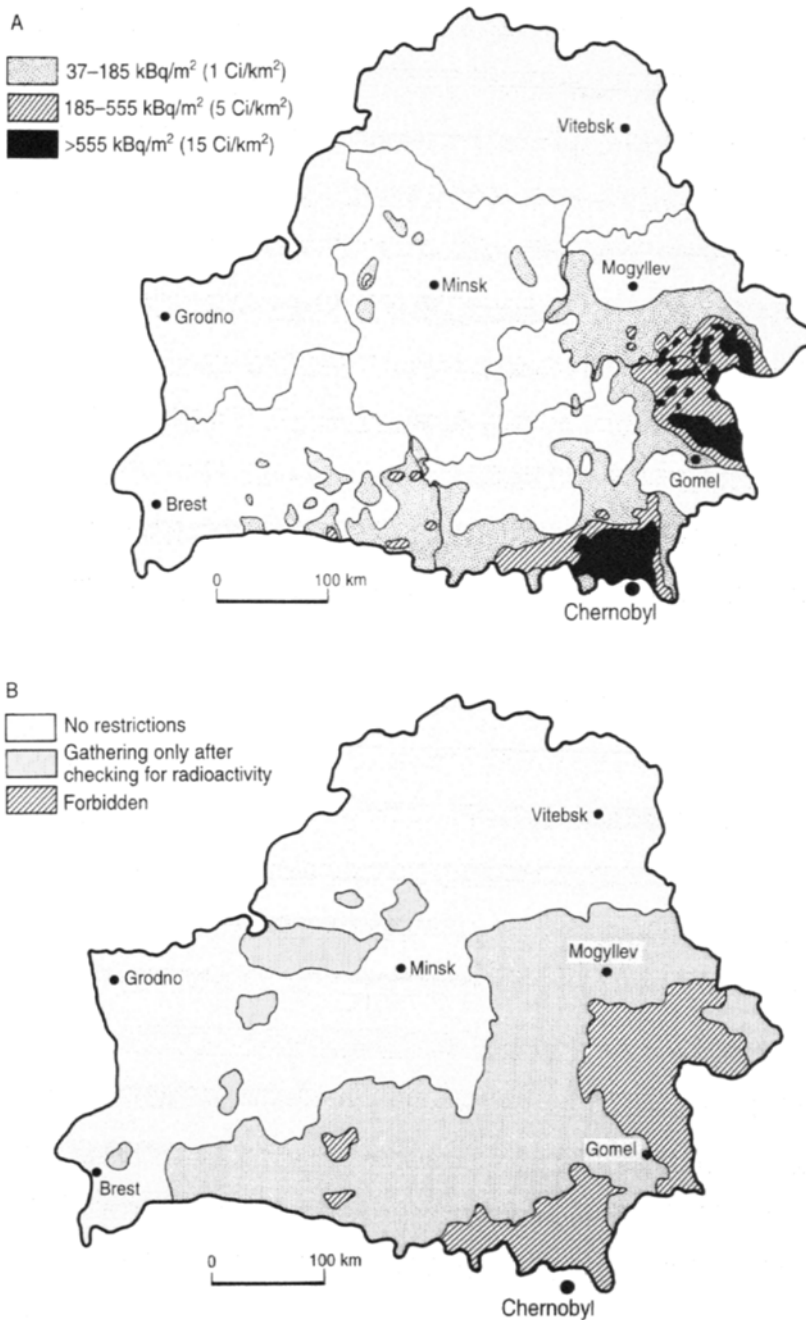 A
37–185 kBq/m² (1 Ci/km²)
185–555 kBq/m² (5 Ci/km²)
>555 kBq/m² (15 Ci/km²)
Vitebsk
Mogyllev
Minsk
Grodno
Gomel
Brest
0 100 km
Chernobyl
B
No restrictions
Gathering only after
checking for radioactivity
Forbidden
Vitebsk
Mogyllev
Minsk
Grodno
Gomel
Brest
0 100 km
Chernobyl